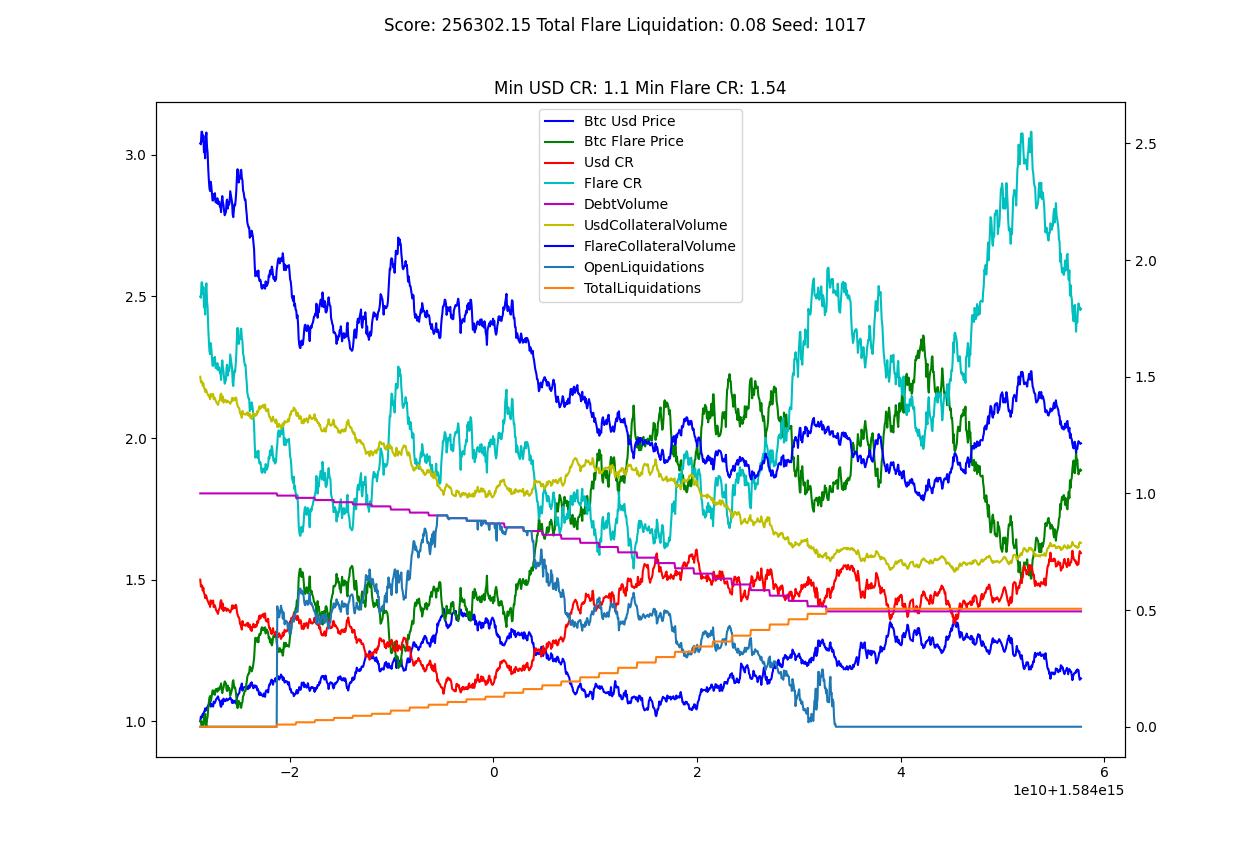 Score: 256302.15 Total Flare Liquidation: 0.08 Seed: 1017
Min USD CR: 1.1 Min Flare CR: 1.54
Btc Usd Price
Btc Flare Price
Usd CR
Flare CR
DebtVolume
UsdCollateralVolume
FlareCollateralVolume
OpenLiquidations
TotalLiquidations
3.0
2.5
2.0
1.5
1.0
2.5
2.0
1.5
1.0
0.5
0.0
−2
0
2
4
6
1e10+1.584e15